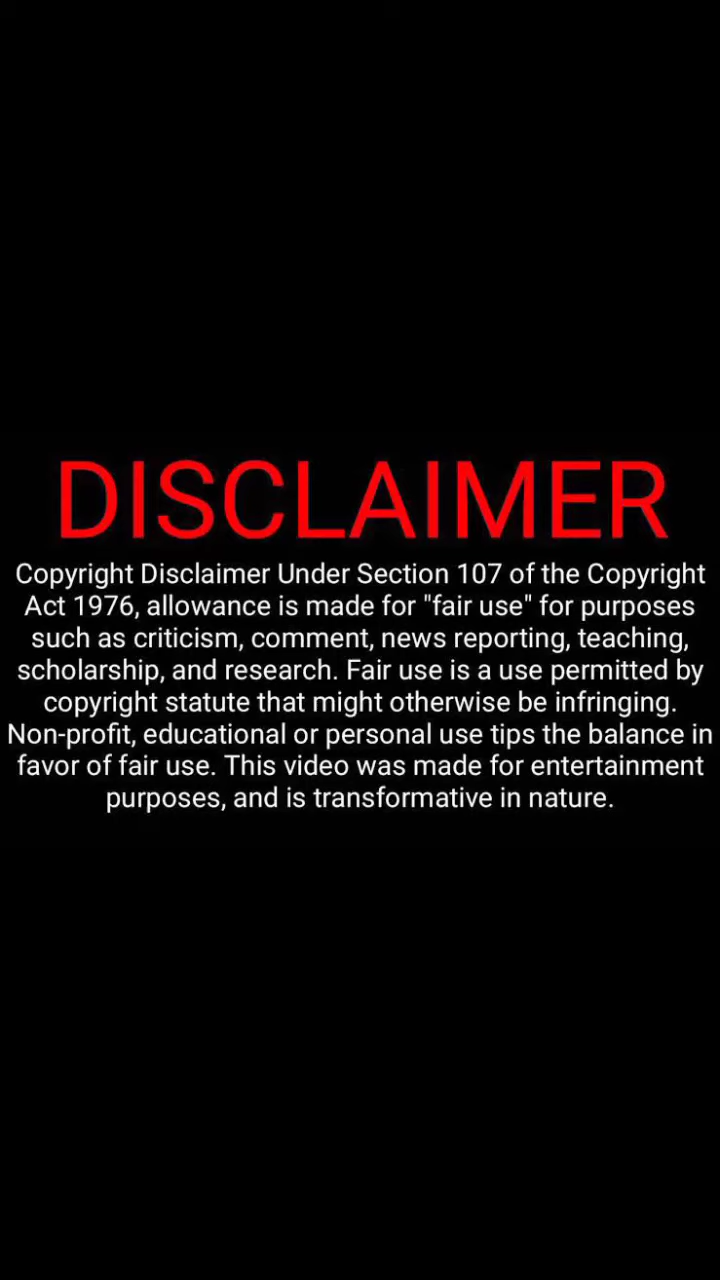 DISCLAIMER
Copyright Disclaimer Under Section 107 of the Copyright
Act 1976, allowance is made for "fair use" for purposes
such as criticism, comment, news reporting, teaching,
scholarship, and research. Fair use is a use permitted by
copyright statute that might otherwise be infringing.
Non-profit, educational or personal use tips the balance in
favor of fair use. This video was made for entertainment
purposes, and is transformative in nature.